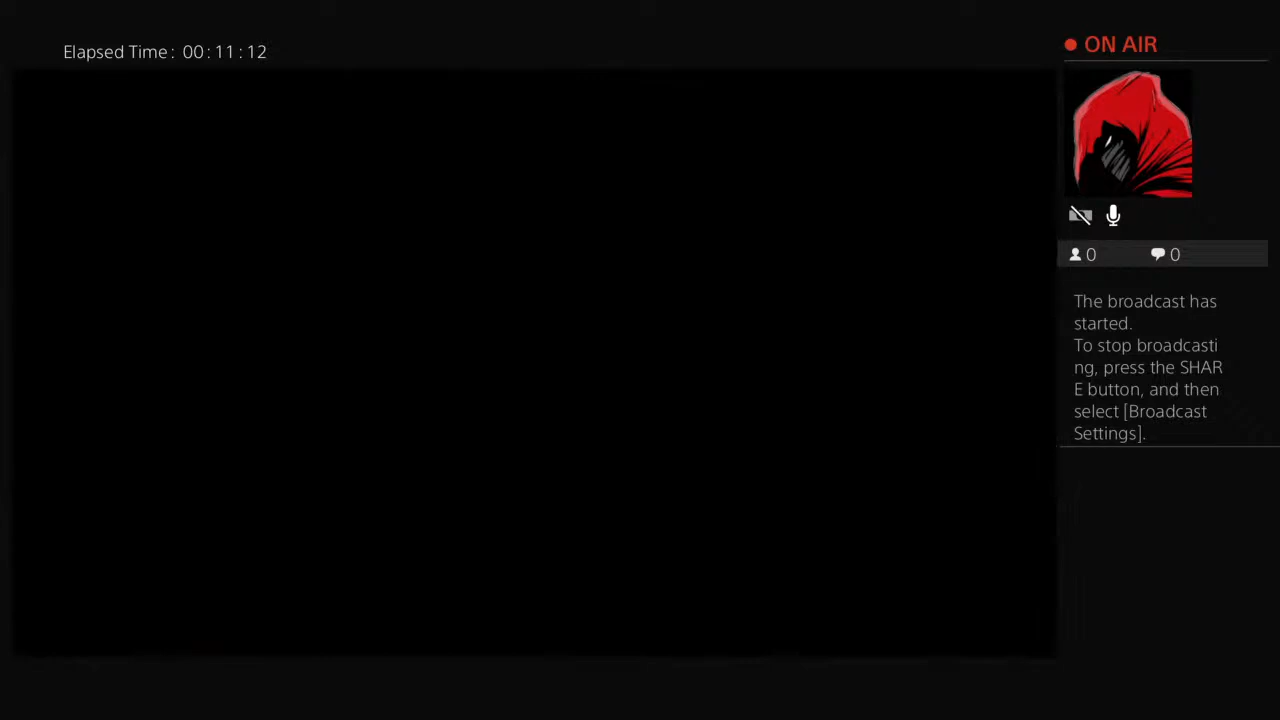 Elapsed Time: 00:11:12
ON AIR
0 0
The broadcast has
started.
To stop broadcasti
ng, press the SHAR
E button, and then
select [Broadcast
Settings].